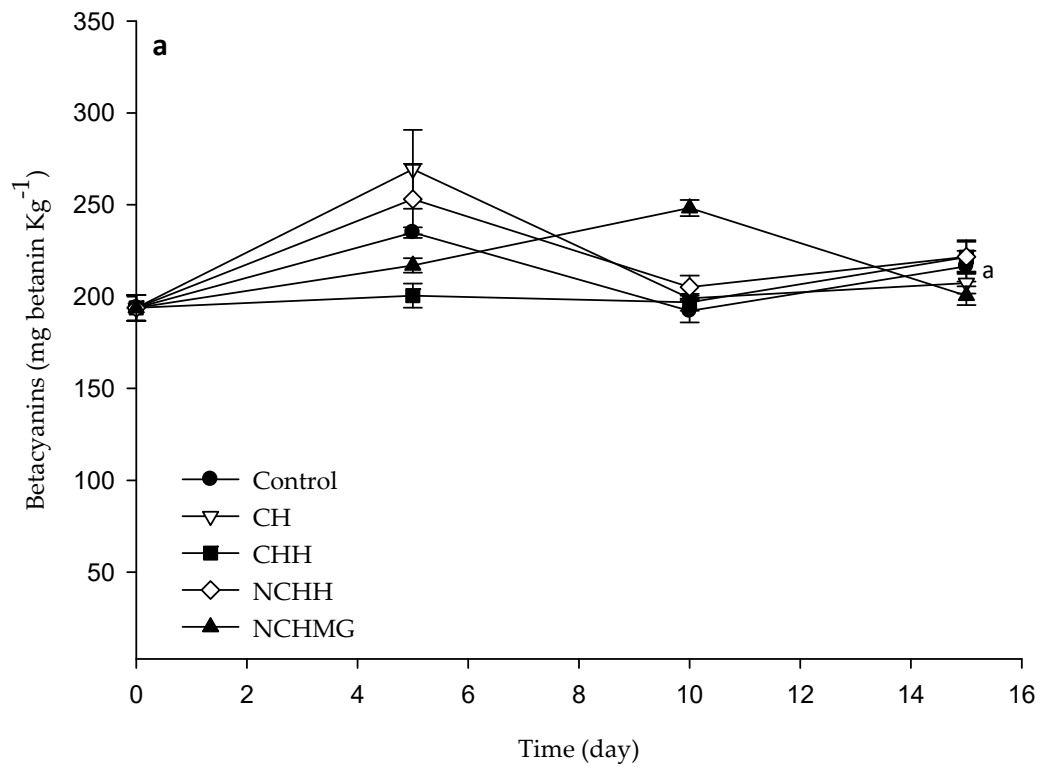 a
350
300
250
200
150
100
50
Betacyanins (mg betanin Kg⁻¹)
a
Control
CH
CHH
NCHH
NCHMG
0 2 4 6 8 10 12 14 16
Time (day)